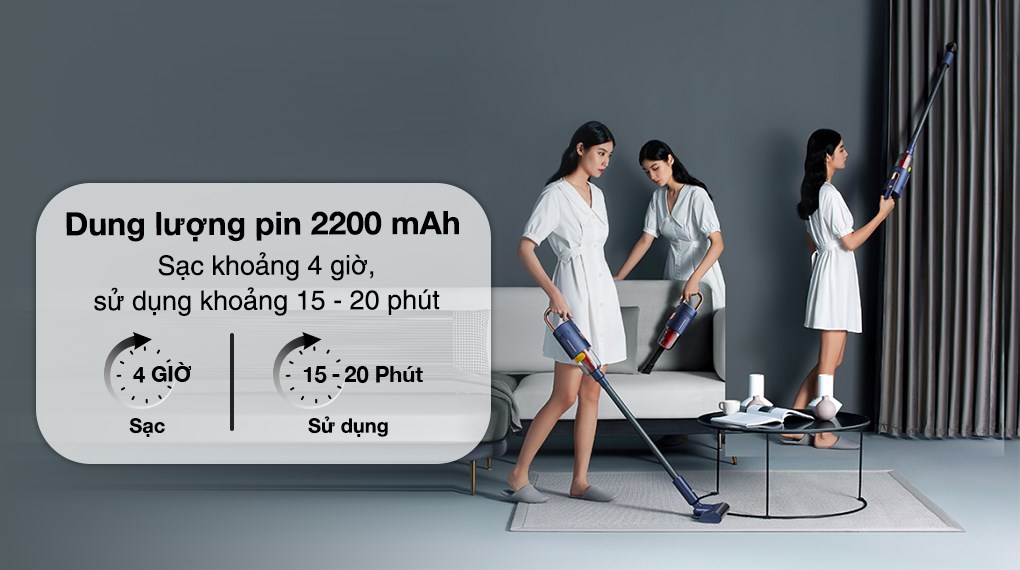 Dung lượng pin 2200 mAh
Sạc khoảng 4 giờ,
sử dụng khoảng 15 - 20 phút
4 GIỜ
15 - 20 Phút
Sạc
Sử dụng